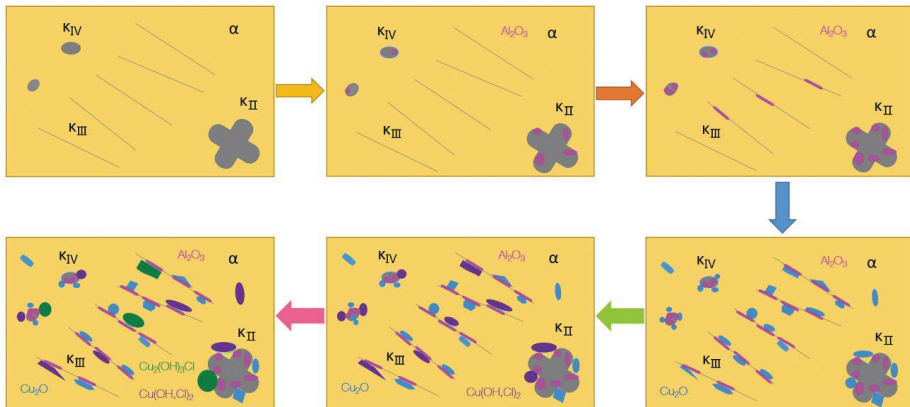 κIV
α
κII
κIII
κIV
Al₂O₃
α
κII
κIII
κIV
Al₂O₃
α
κII
κIII
Al₂O₃
α
κIV
κII
κIII
Cu₂(OH)₃Cl
Cu₂O
Cu(OH,Cl)₂
Al₂O₃
α
κIV
κII
κIII
Cu₂O
Cu(OH,Cl)₂
Al₂O₃
α
κIV
κII
κIII
Cu₂O